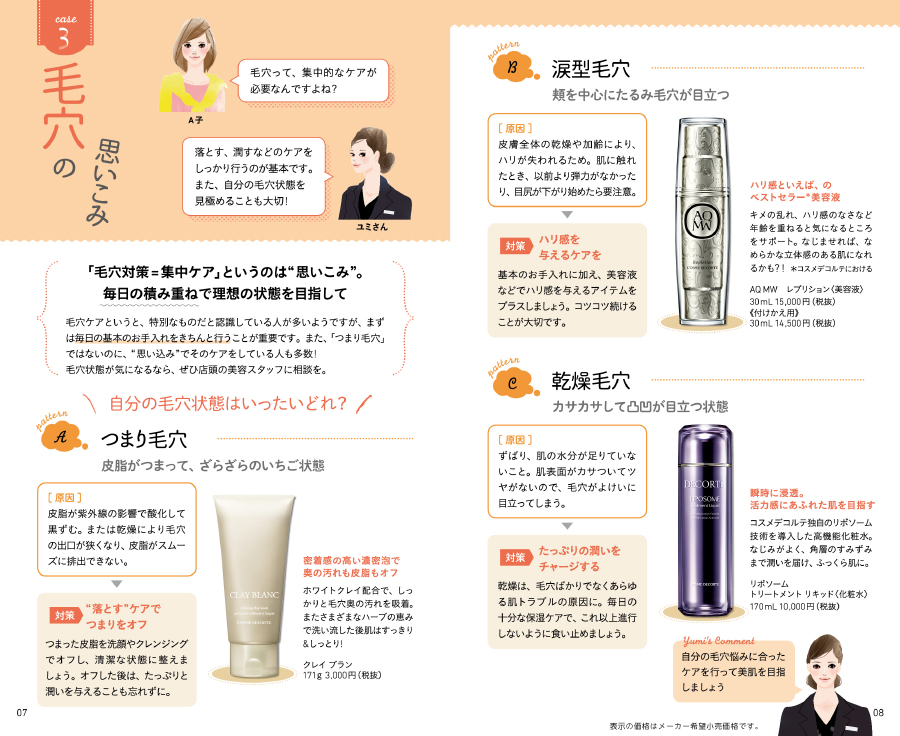 case
3
毛穴の
思いこみ
毛穴って、集中的なケアが
必要なんですよね?
A子
落とす、潤すなどのケアを
しっかり行うのが基本です。
また、自分の毛穴状態を
見極めることも大切!
ユミさん
「毛穴対策=集中ケア」というのは“思いこみ”。
毎日の積み重ねで理想の状態を目指して
毛穴ケアというと、特別なものだと認識している人が多いようですが、まず
は毎日の基本のお手入れをきちんと行うことが重要です。また、「つまり毛穴」
ではないのに、“思い込み”でそのケアをしている人も多数!
毛穴状態が気になるなら、ぜひ店頭の美容スタッフに相談を。
自分の毛穴状態はいったいどれ?
pattern
A
つまり毛穴
皮脂がつまって、ざらざらのいちご状態
[原因]
皮脂が紫外線の影響で酸化して
黒ずむ。または乾燥により毛穴
の出口が狭くなり、皮脂がスムー
ズに排出できない。
対策
“落とす”ケアで
つまりをオフ
つまった皮脂を洗顔やクレンジング
でオフし、清潔な状態に整えま
しょう。オフした後は、たっぷりと
潤いを与えることも忘れずに。
CLAY BLANC
密着感の高い濃密泡で
奥の汚れも皮脂もオフ
ホワイトクレイ配合で、しっ
かりと毛穴奥の汚れを吸着。
またさまざまなハーブの恵み
で洗い流した後肌はすっきり
&しっとり!
クレイ ブラン
171g 3,000円(税抜)
07
pattern
B
涙型毛穴
頬を中心にたるみ毛穴が目立つ
[原因]
皮膚全体の乾燥や加齢により、
ハリが失われるため。肌に触れ
たとき、以前より弾力がなかった
り、目尻が下がり始めたら要注意。
対策
ハリ感を
与えるケアを
基本のお手入れに加え、美容液
などでハリ感を与えるアイテムを
プラスしましょう。コツコツ続ける
ことが大切です。
AQ
MW
ハリ感といえば、の
ベストセラー*美容液
キメの乱れ、ハリ感のなさなど
年齢を重ねると気になるところ
をサポート。なじませれば、な
めらかな立体感のある肌になれ
るかも?! *コスメデコルテにおける
AQ MW レプリション〈美容液〉
30mL 15,000円(税抜)
《付けかえ用》
30mL 14,500円(税抜)
pattern
C
乾燥毛穴
カサカサして凸凹が目立つ状態
[原因]
ずばり、肌の水分が足りていな
いこと。肌表面がカサついてツ
ヤがないので、毛穴がよけいに
目立ってしまう。
対策
たっぷりの潤いを
チャージする
乾燥は、毛穴ばかりでなくあらゆ
る肌トラブルの原因に。毎日の
十分な保湿ケアで、これ以上進行
しないように食い止めましょう。
DECORTÉ
LIPOSOME
瞬時に浸透。
活力感にあふれた肌を目指す
コスメデコルテ独自のリポソーム
技術を導入した高機能化粧水。
なじみがよく、角層のすみずみ
まで潤いを届け、ふっくら肌に。
リポソーム
トリートメント リキッド〈化粧水〉
170mL 10,000円(税抜)
Yumi's Comment
自分の毛穴悩みに合った
ケアを行って美肌を目指
しましょう
08
表示の価格はメーカー希望小売価格です。